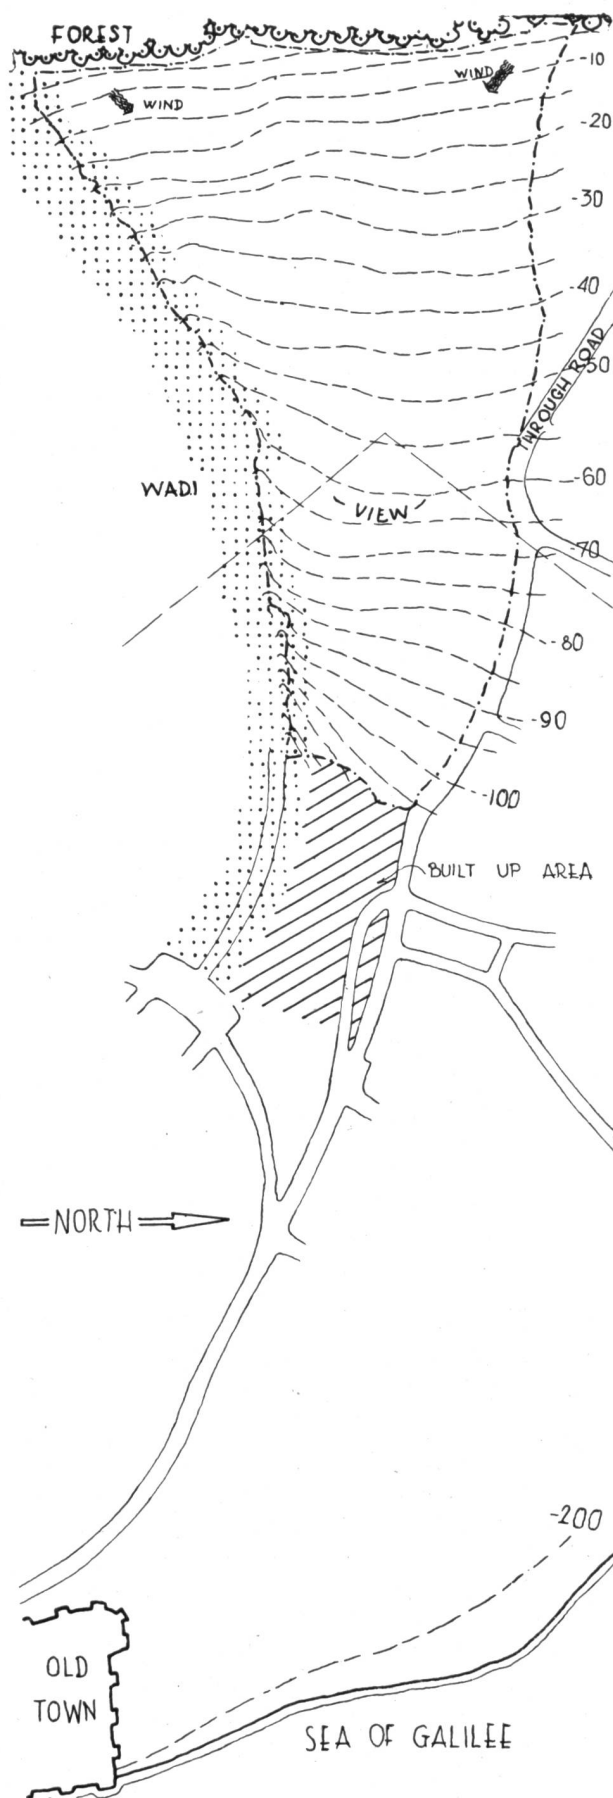 FOREST
-10
WIND
WIND
-20
-30
-40
THROUGH ROAD
-50
WADI
-60
VIEW
-70
-80
-90
-100
BUILT UP AREA
NORTH
-200
OLD
TOWN
SEA OF GALILEE